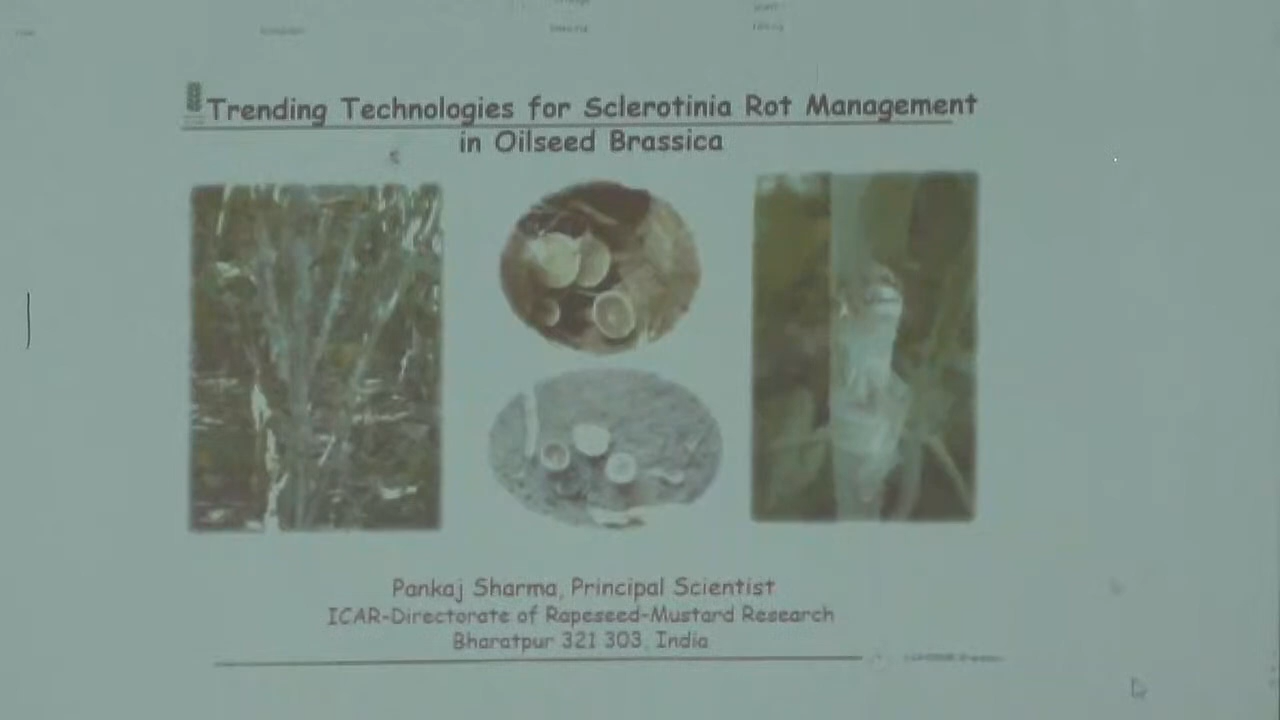 Trending Technologies for Sclerotinia Rot Management
in Oilseed Brassica
Pankaj Sharma, Principal Scientist
ICAR-Directorate of Rapeseed-Mustard Research
Bharatpur 321 303, India